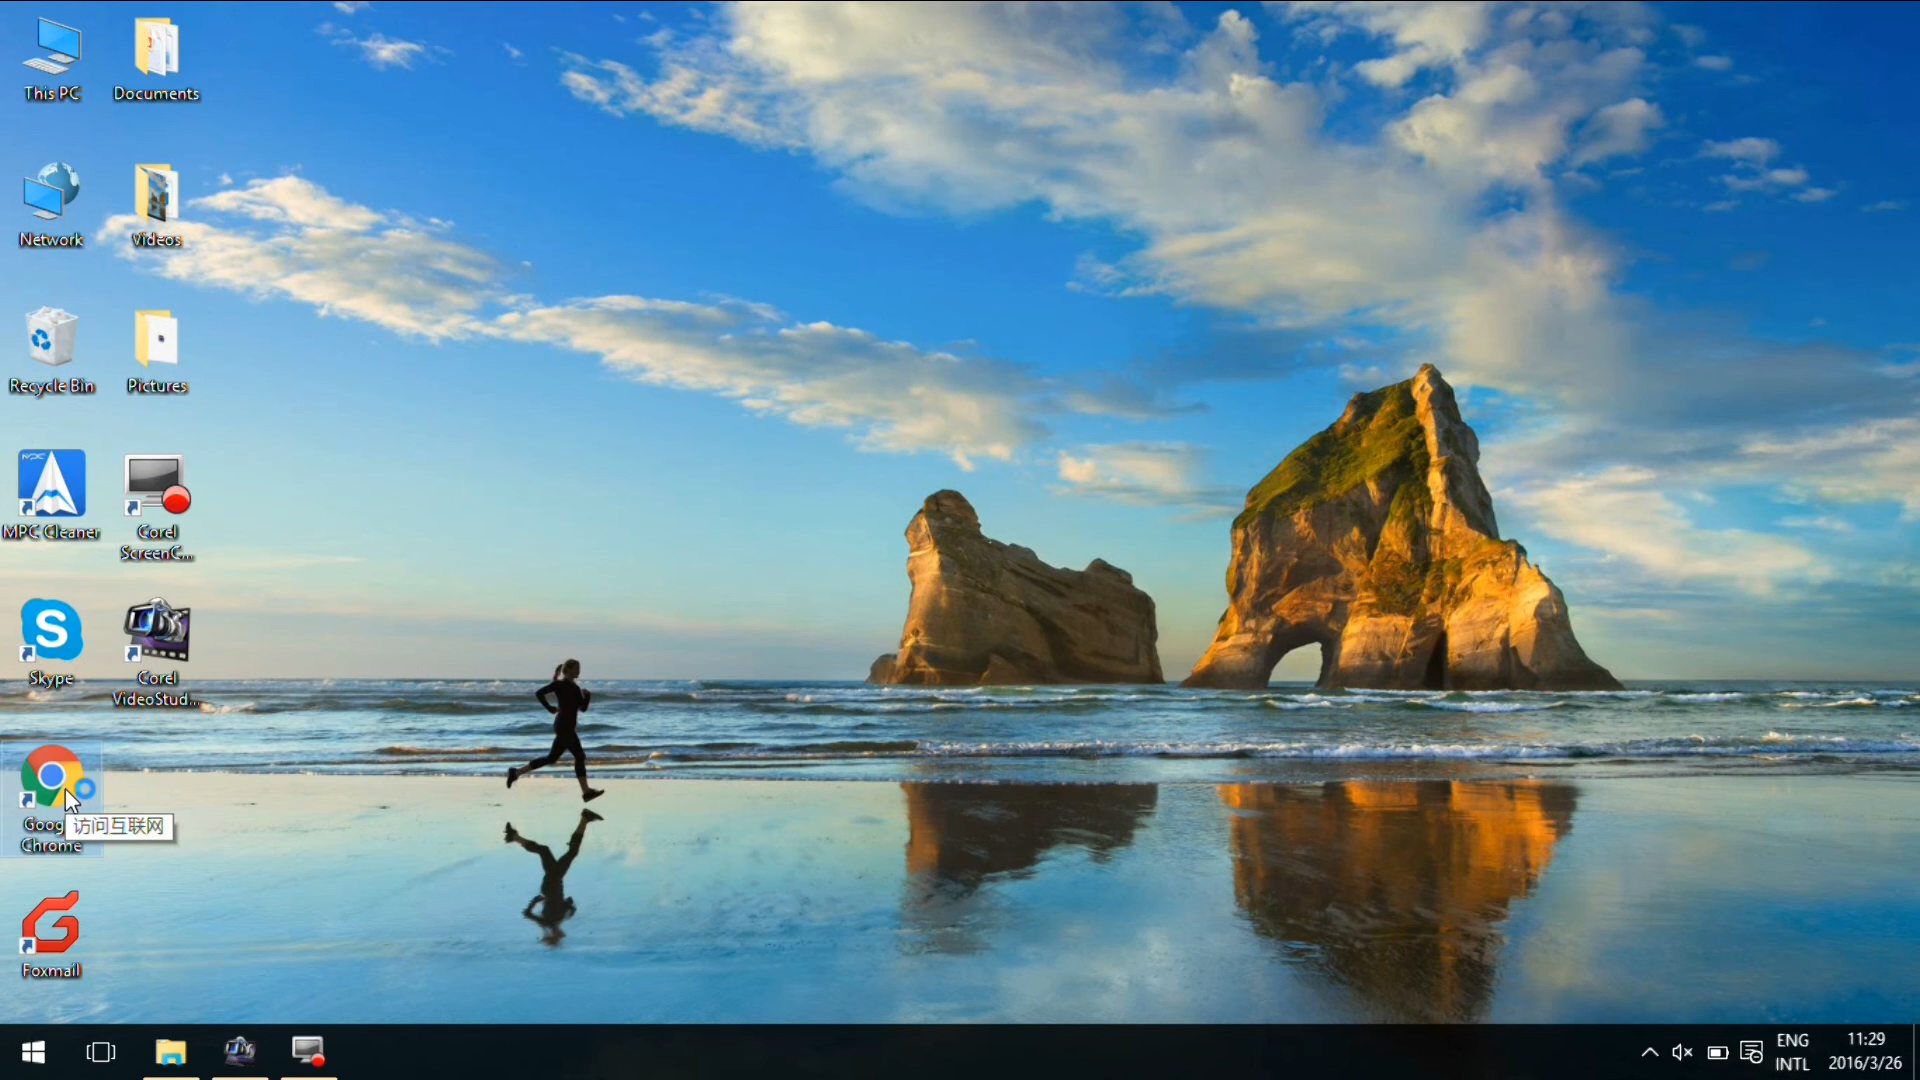 This PC
Documents
Network
Videos
Recycle Bin
Pictures
MPC
MPC Cleaner
Corel
ScreenC...
Skype
Corel
VideoStud...
Goog
Chrome
访问互联网
Foxmail
ENG
INTL
11:29
2016/3/26